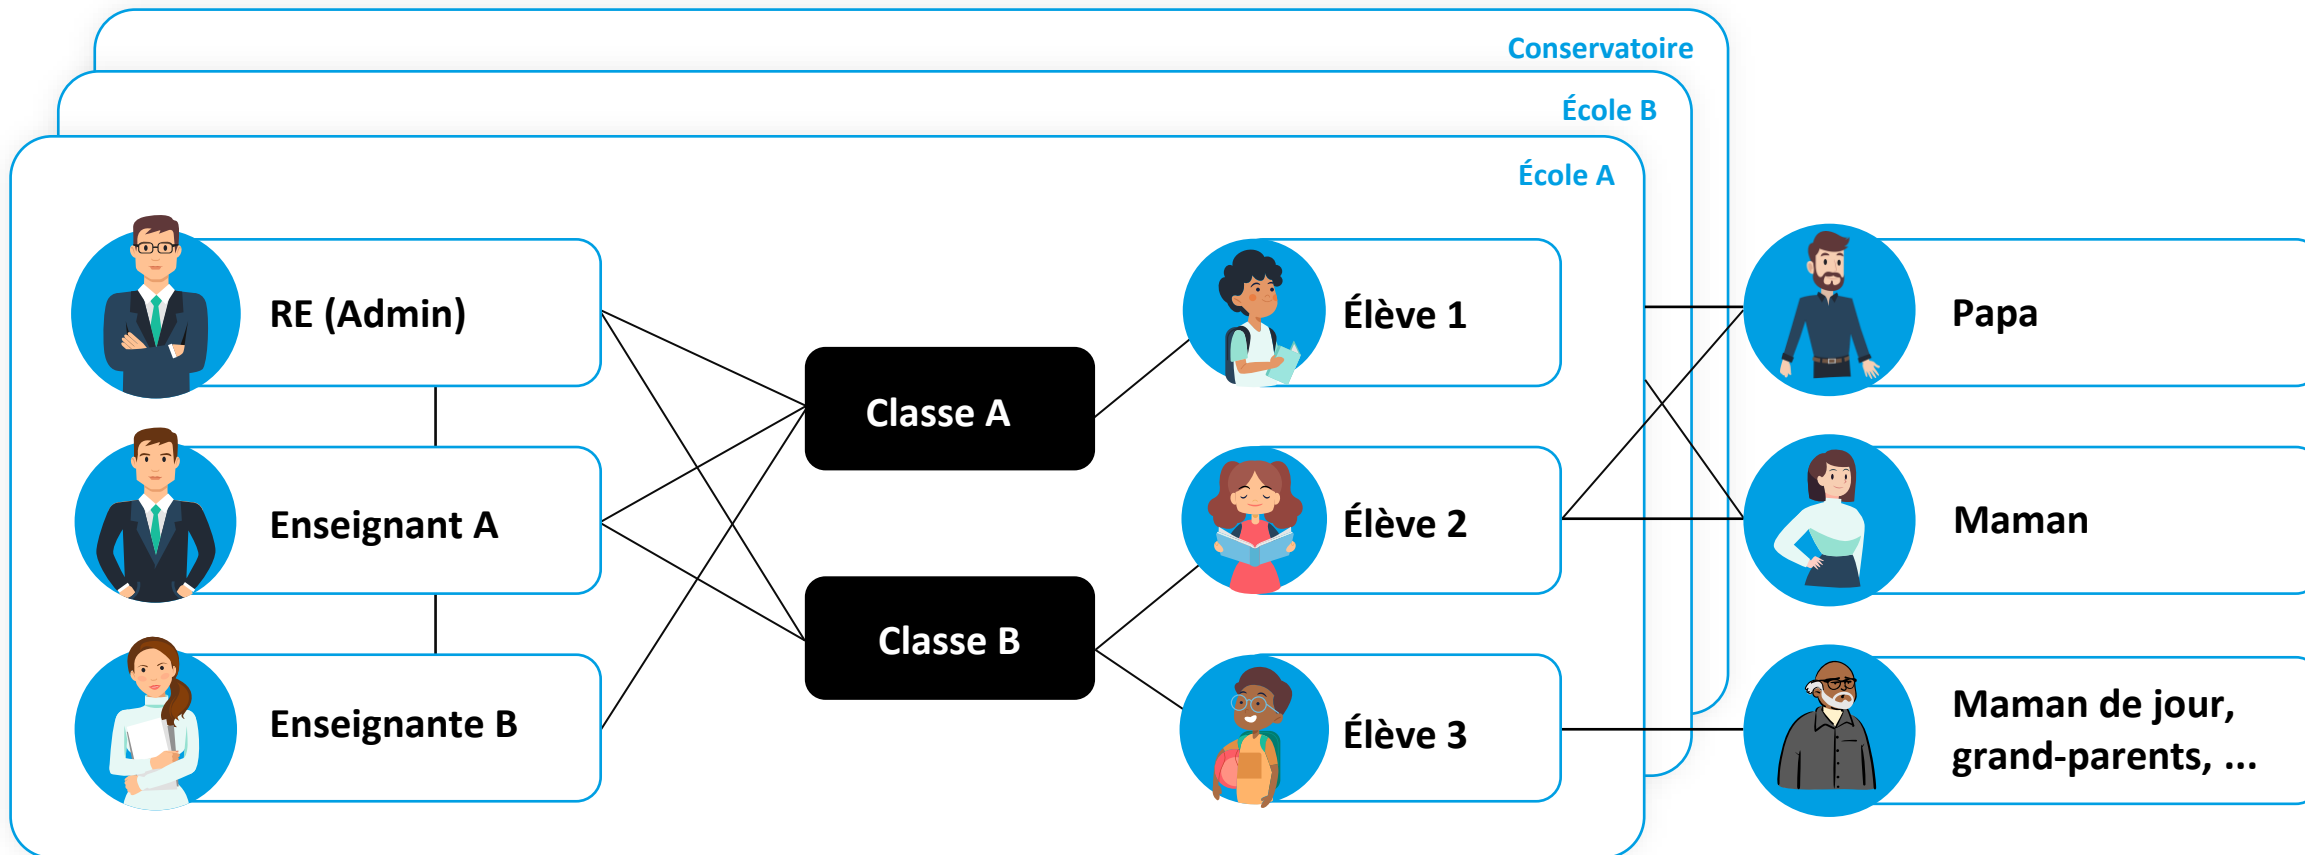 Conservatoire
École B
École A
RE (Admin)
Enseignant A
Enseignante B
Classe A
Classe B
Élève 1
Élève 2
Élève 3
Papa
Maman
Maman de jour,
grand-parents, ...